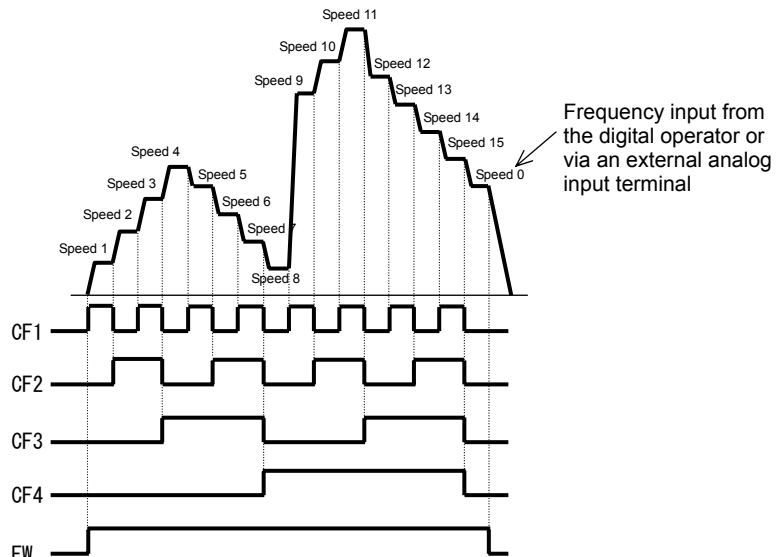 Speed 11
Speed 10
Speed 12
Speed 9
Speed 13
Speed 14
Speed 15
Speed 0
Frequency input from
the digital operator or
via an external analog
input terminal
Speed 4
Speed 3
Speed 5
Speed 2
Speed 6
Speed 1
Speed 7
Speed 8
CF1
CF2
CF3
CF4
FW